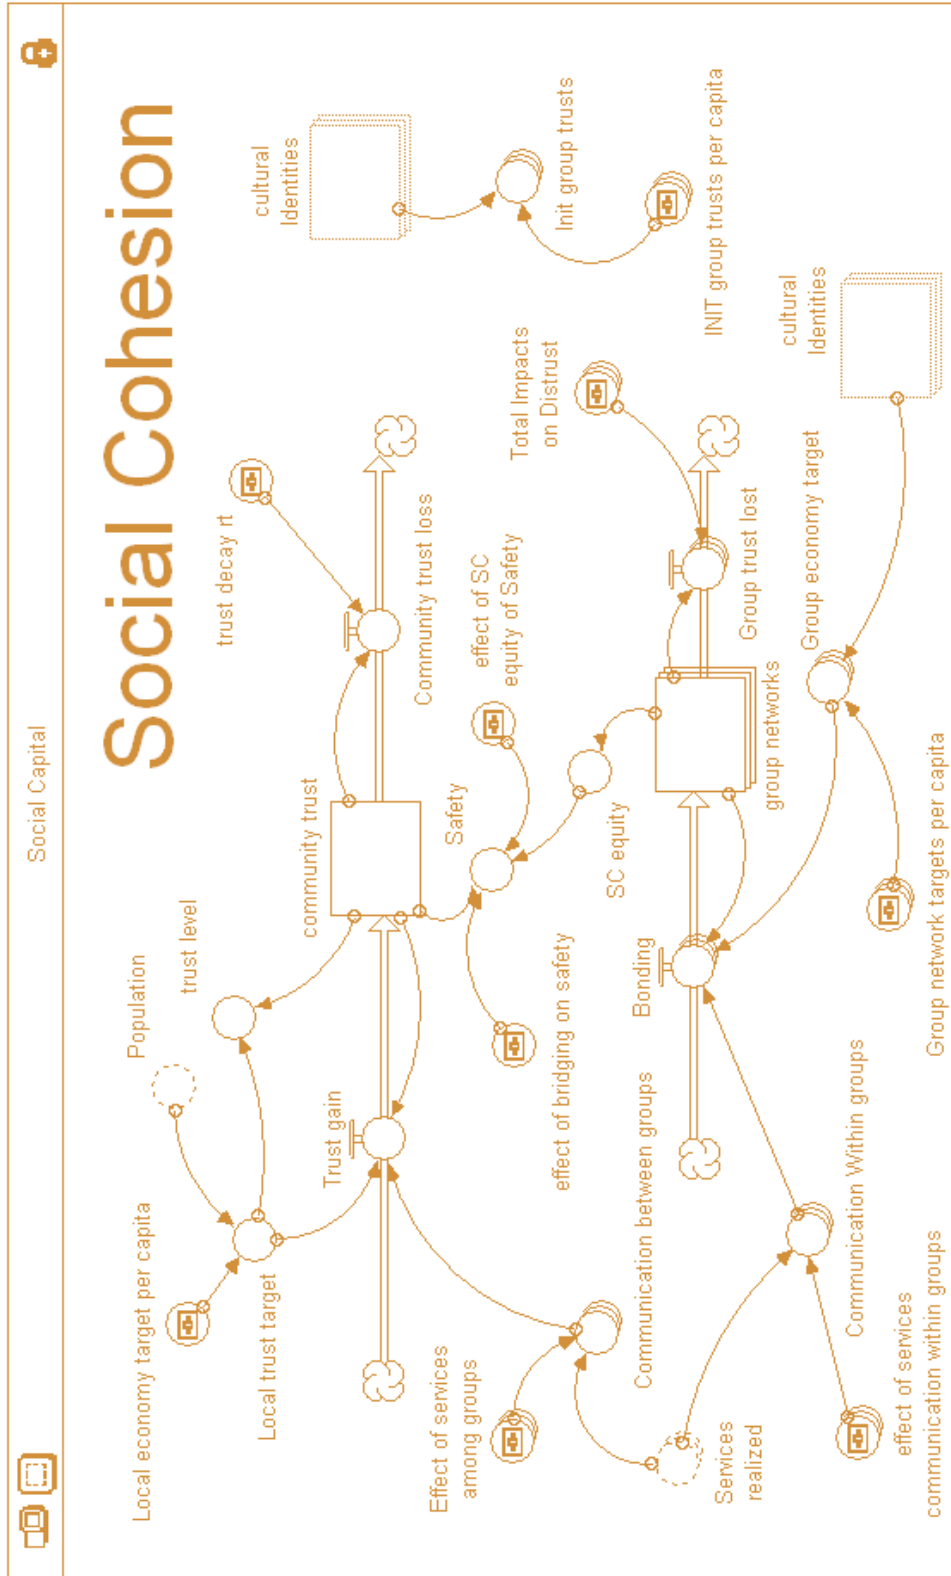 Social Capital
Social Cohesion
Local economy target per capita
Population
trust level
Local trust target
Trust gain
community trust
trust decay rt
Community trust loss
cultural
Identities
Init group trusts
INIT group trusts per capita
Effect of services
among groups
effect of bridging on safety
Safety
effect of SC
equity of Safety
Total Impacts
on Distrust
Communication between groups
SC equity
Bonding
group networks
Group trust lost
Services
realized
Communication Within groups
Group economy target
cultural
Identities
effect of services
communication within groups
Group network targets per capita